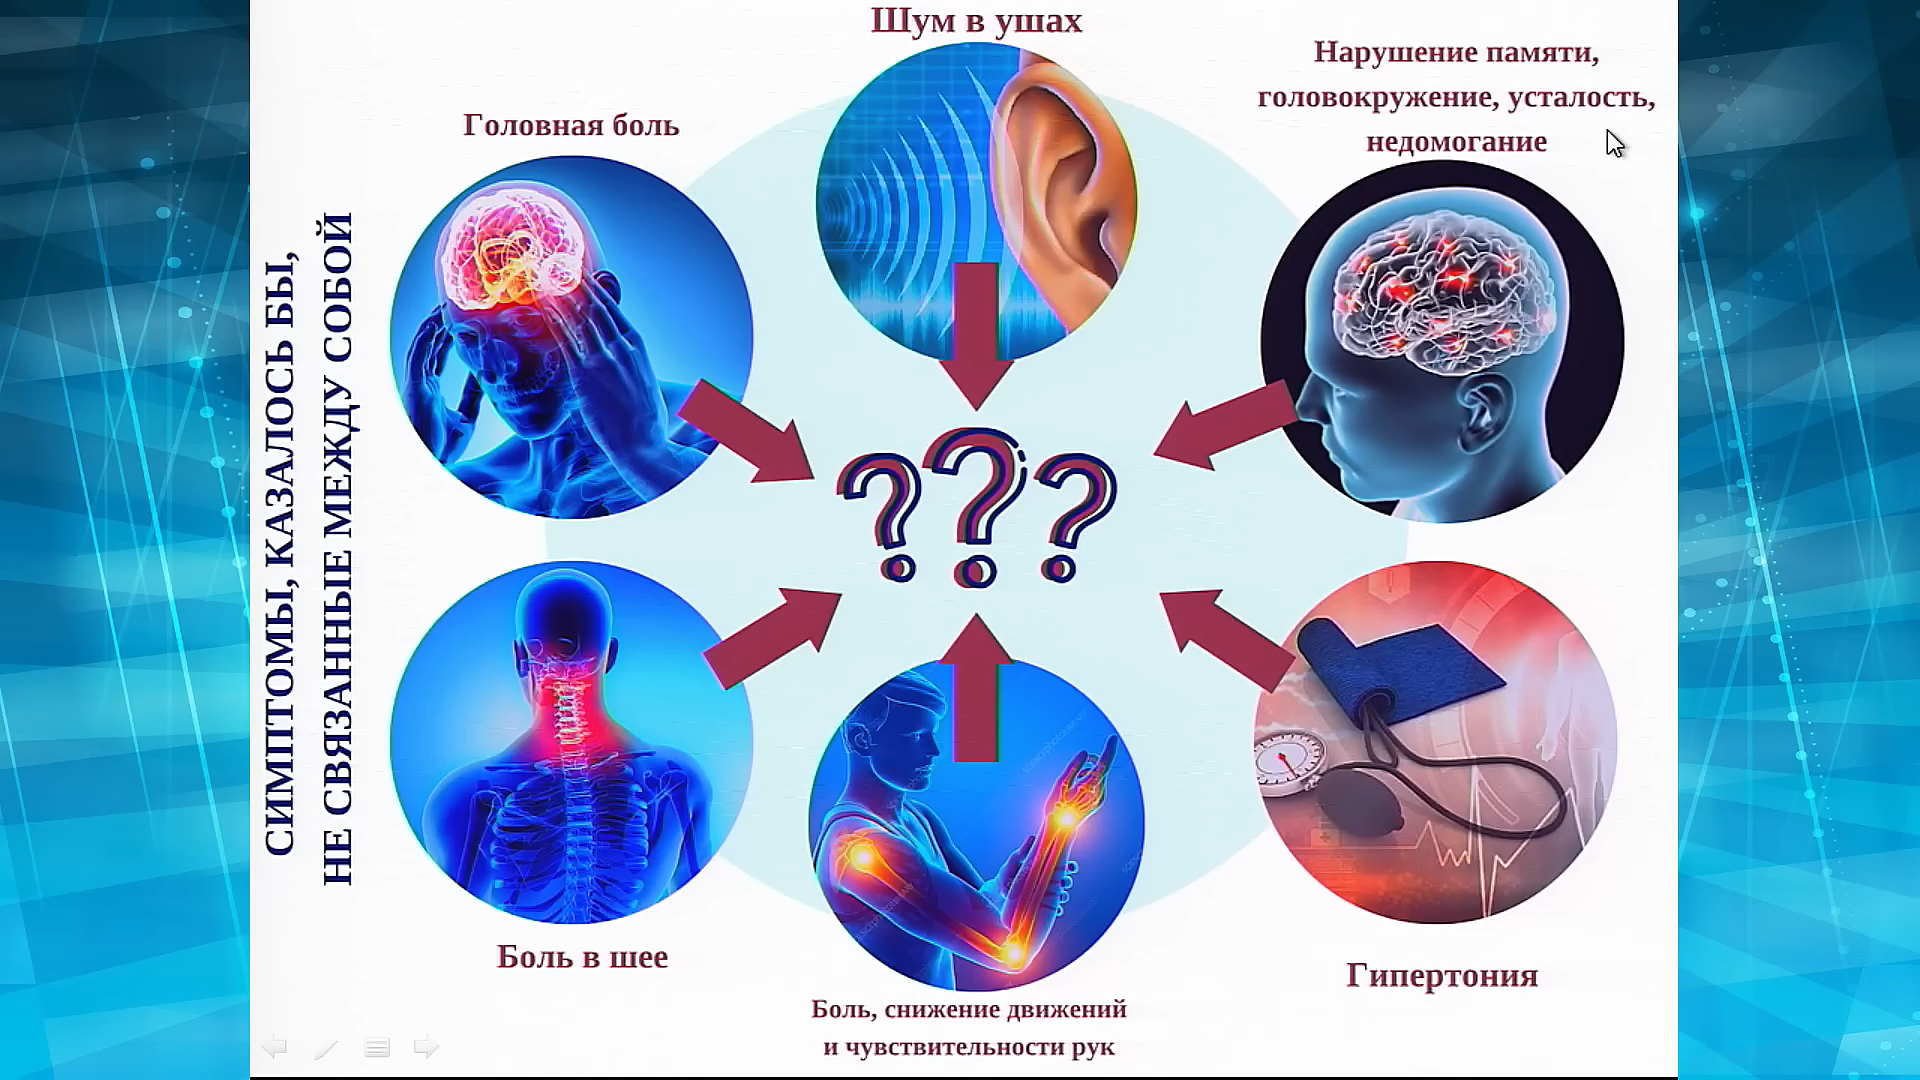 СИМПТОМЫ, КАЗАЛОСЬ БЫ,
НЕ СВЯЗАННЫЕ МЕЖДУ СОБОЙ
Головная боль
Шум в ушах
Нарушение памяти,
головокружение, усталость,
недомогание
???
Боль в шее
Боль, снижение движений
и чувствительности рук
Гипертония